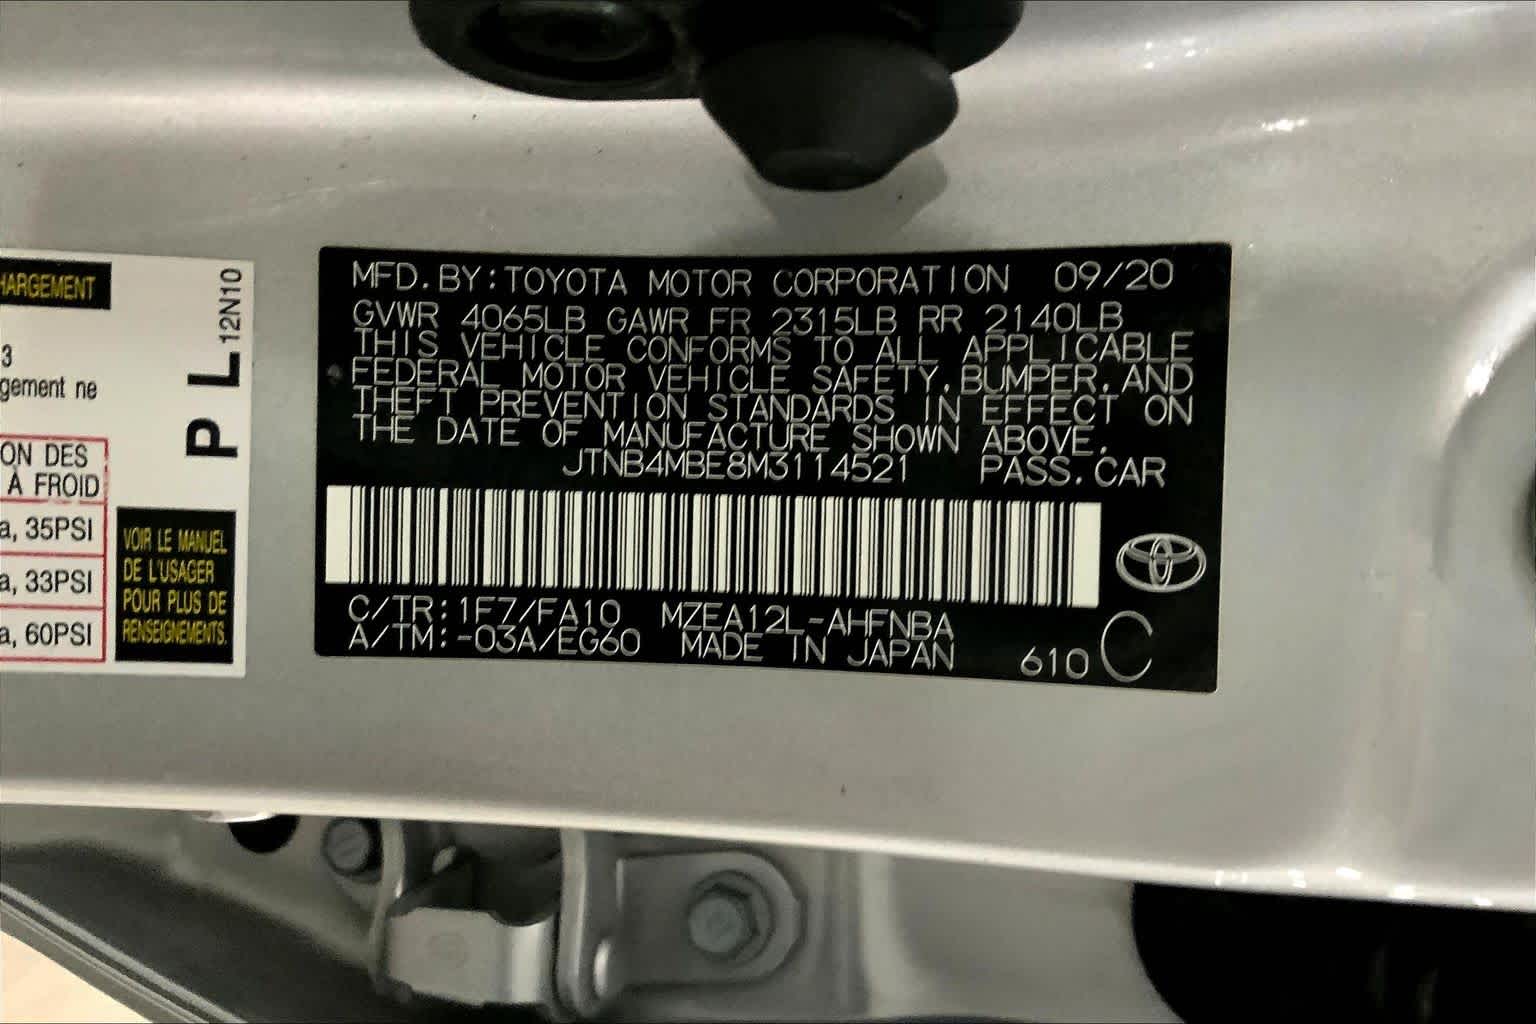 HARGEMENT
3
gement ne
ON DES
À FROID
a, 35PSI
a, 33PSI
a, 60PSI
P L 12N10
VOIR LE MANUEL
DE L'USAGER
POUR PLUS DE
RENSEIGNEMENTS.
MFD.BY:TOYOTA MOTOR CORPORATION 09/20
GVWR 4065LB GAWR FR 2315LB RR 2140LB
THIS VEHICLE CONFORMS TO ALL APPLICABLE
FEDERAL MOTOR VEHICLE SAFETY,BUMPER,AND
THEFT PREVENTION STANDARDS IN EFFECT ON
THE DATE OF MANUFACTURE SHOWN ABOVE.
JTNB4MBE8M3114521 PASS.CAR
C/TR:1F7/FA10 MZEA12L-AHFNBA
A/TM:-03A/EG60 MADE IN JAPAN 610 C